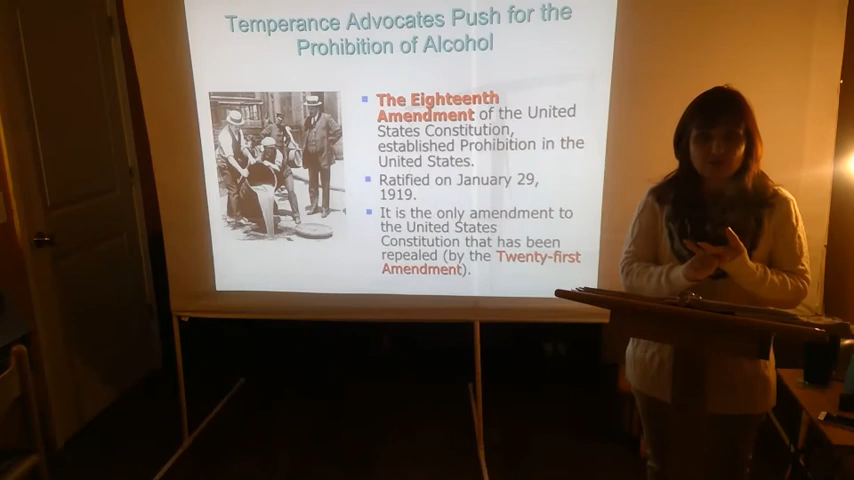 Temperance Advocates Push for the
Prohibition of Alcohol
The Eighteenth
Amendment of the United
States Constitution,
established Prohibition in the
United States.
Ratified on January 29,
1919.
It is the only amendment to
the United States
Constitution that has been
repealed (by the Twenty-first
Amendment).